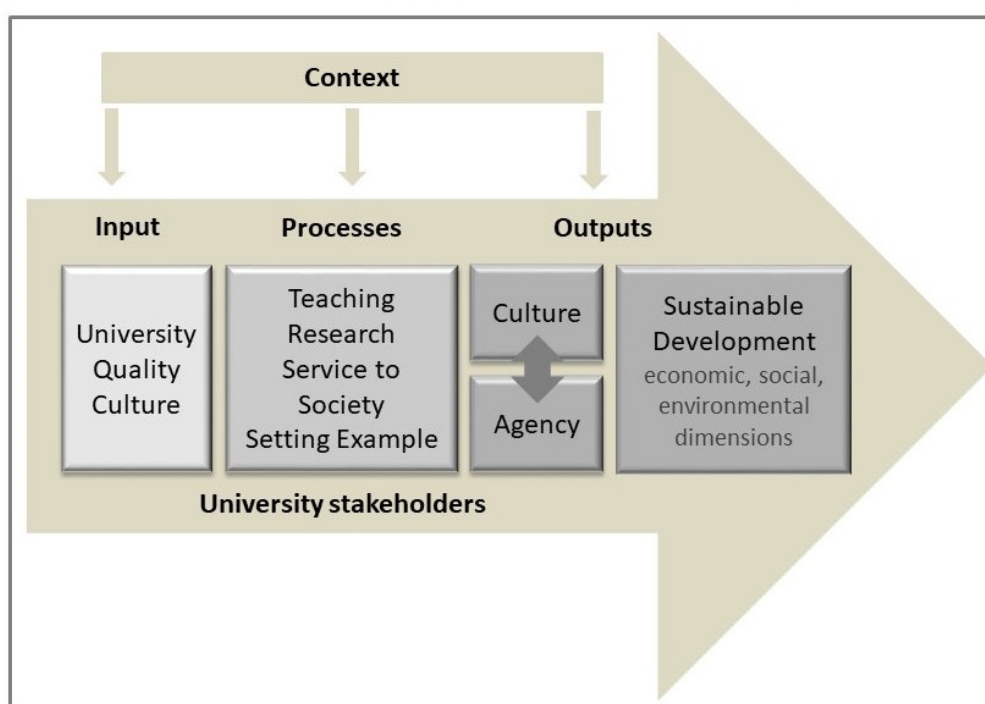 Context
Input
Processes
Outputs
University
Quality
Culture
Teaching
Research
Service to
Society
Setting Example
Culture
Agency
Sustainable
Development
economic, social,
environmental
dimensions
University stakeholders